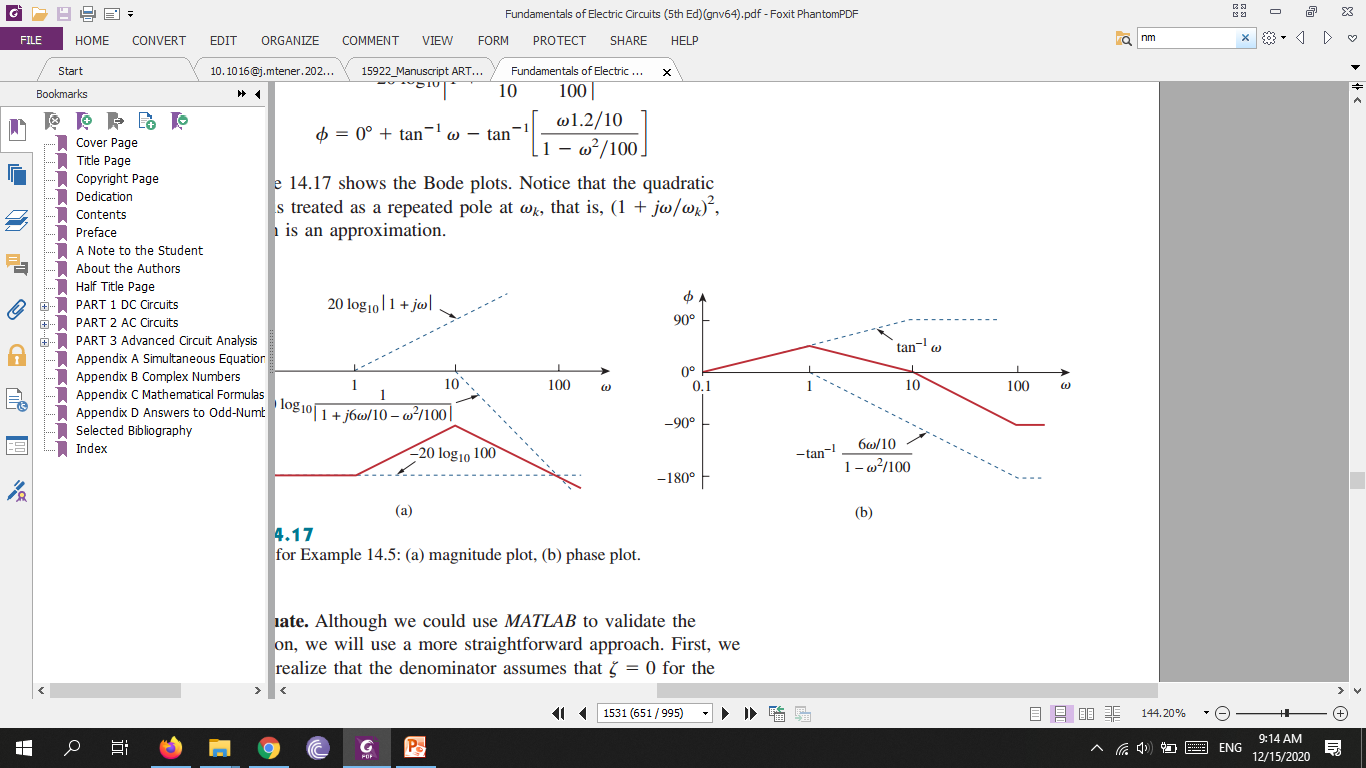 Fundamentals of Electric Circuits (5th Ed)(gnv64).pdf - Foxit PhantomPDF
FILE HOME CONVERT EDIT ORGANIZE COMMENT VIEW FORM PROTECT SHARE HELP
nm
Start
10.1016@j.mtener.202...
15922_Manuscript ART...
Fundamentals of Electric ...
Bookmarks
Cover Page
Title Page
Copyright Page
Dedication
Contents
Preface
A Note to the Student
About the Authors
Half Title Page
PART 1 DC Circuits
PART 2 AC Circuits
PART 3 Advanced Circuit Analysis
Appendix A Simultaneous Equation
Appendix B Complex Numbers
Appendix C Mathematical Formulas
Appendix D Answers to Odd-Numb
Selected Bibliography
Index
10 100|
ϕ = 0° + tan⁻¹ ω − tan⁻¹[ω1.2/10 / 1 − ω²/100]
e 14.17 shows the Bode plots. Notice that the quadratic
s treated as a repeated pole at ωₖ, that is, (1 + jω/ωₖ)²,
is an approximation.
20 log₁₀|1 + jω|
1 10 100 ω
log₁₀ 1 / |1 + j6ω/10 − ω²/100|
−20 log₁₀ 100
(a)
ϕ
90°
tan⁻¹ ω
0°
0.1 1 10 100 ω
−90°
−tan⁻¹ 6ω/10 / 1 − ω²/100
−180°
(b)
4.17
for Example 14.5: (a) magnitude plot, (b) phase plot.
uate. Although we could use MATLAB to validate the
on, we will use a more straightforward approach. First, we
realize that the denominator assumes that ζ = 0 for the
1531 (651 / 995)
144.20%
ENG
9:14 AM
12/15/2020